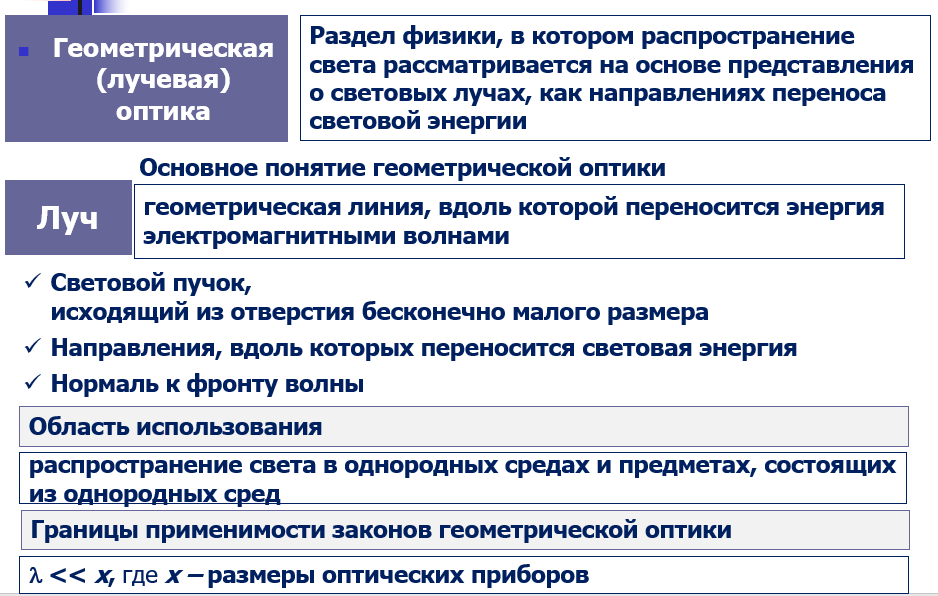 Геометрическая
(лучевая)
оптика
Раздел физики, в котором распространение
света рассматривается на основе представления
о световых лучах, как направлениях переноса
световой энергии
Основное понятие геометрической оптики
Луч
геометрическая линия, вдоль которой переносится энергия
электромагнитными волнами
✓ Световой пучок,
исходящий из отверстия бесконечно малого размера
✓ Направления, вдоль которых переносится световая энергия
✓ Нормаль к фронту волны
Область использования
распространение света в однородных средах и предметах, состоящих
из однородных сред
Границы применимости законов геометрической оптики
λ << x, где x – размеры оптических приборов